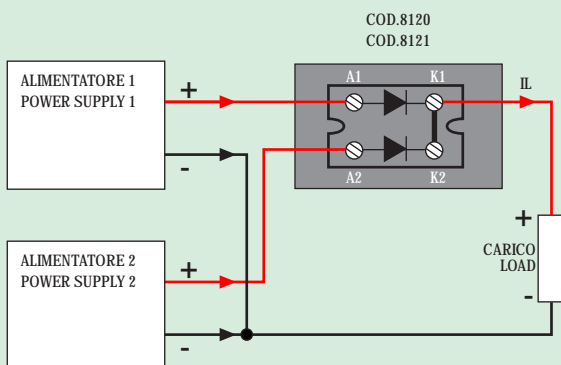 COD.8120
COD.8121
A1
K1
IL
ALIMENTATORE 1
POWER SUPPLY 1
+
-
A2
K2
ALIMENTATORE 2
POWER SUPPLY 2
+
-
+
CARICO
LOAD
-